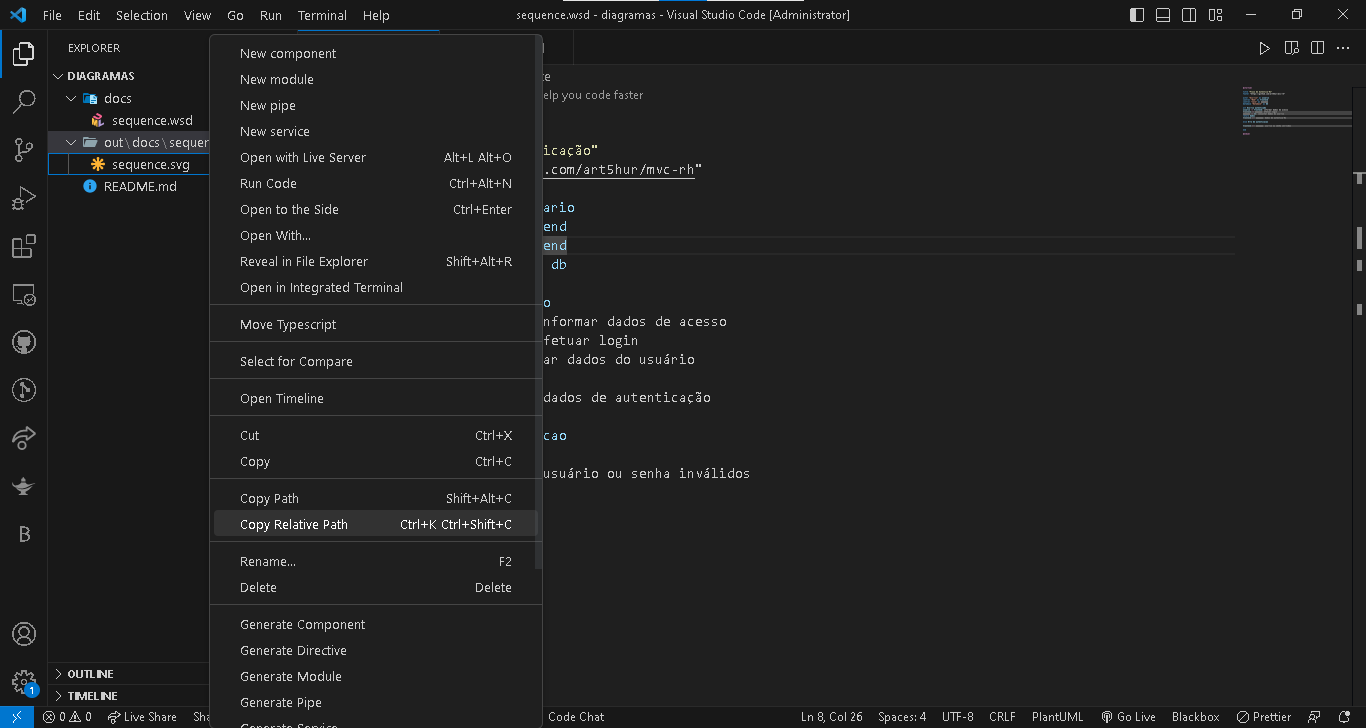 File Edit Selection View Go Run Terminal Help
sequence.wsd - diagramas - Visual Studio Code [Administrator]
EXPLORER
DIAGRAMAS
docs
sequence.wsd
out\docs\sequer
sequence.svg
README.md
OUTLINE
TIMELINE
New component
New module
New pipe
New service
Open with Live Server Alt+L Alt+O
Run Code Ctrl+Alt+N
Open to the Side Ctrl+Enter
Open With...
Reveal in File Explorer Shift+Alt+R
Open in Integrated Terminal
Move Typescript
Select for Compare
Open Timeline
Cut Ctrl+X
Copy Ctrl+C
Copy Path Shift+Alt+C
Copy Relative Path Ctrl+K Ctrl+Shift+C
Rename... F2
Delete Delete
Generate Component
Generate Directive
Generate Module
Generate Pipe
Generate Service
te
elp you code faster
icação"
.com/art5hur/mvc-rh"
ario
end
end
db
o
nformar dados de acesso
fetuar login
ar dados do usuário
dados de autenticação
cao
usuário ou senha inválidos
B
1
0 0 Live Share Sha Code Chat Ln 8, Col 26 Spaces: 4 UTF-8 CRLF PlantUML Go Live Blackbox Prettier